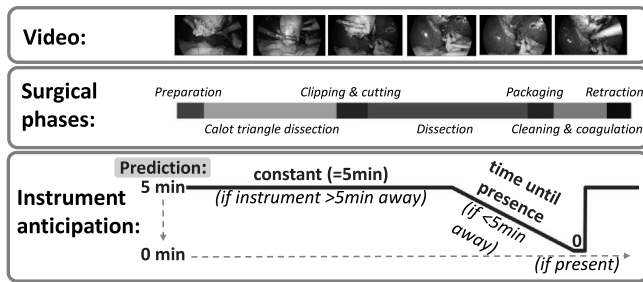 Video:
Surgical phases:
Preparation
Clipping & cutting
Packaging
Retraction
Calot triangle dissection
Dissection
Cleaning & coagulation
Instrument anticipation:
Prediction:
5 min
0 min
constant (=5min)
(if instrument >5min away)
time until presence
(if <5min away)
0
(if present)